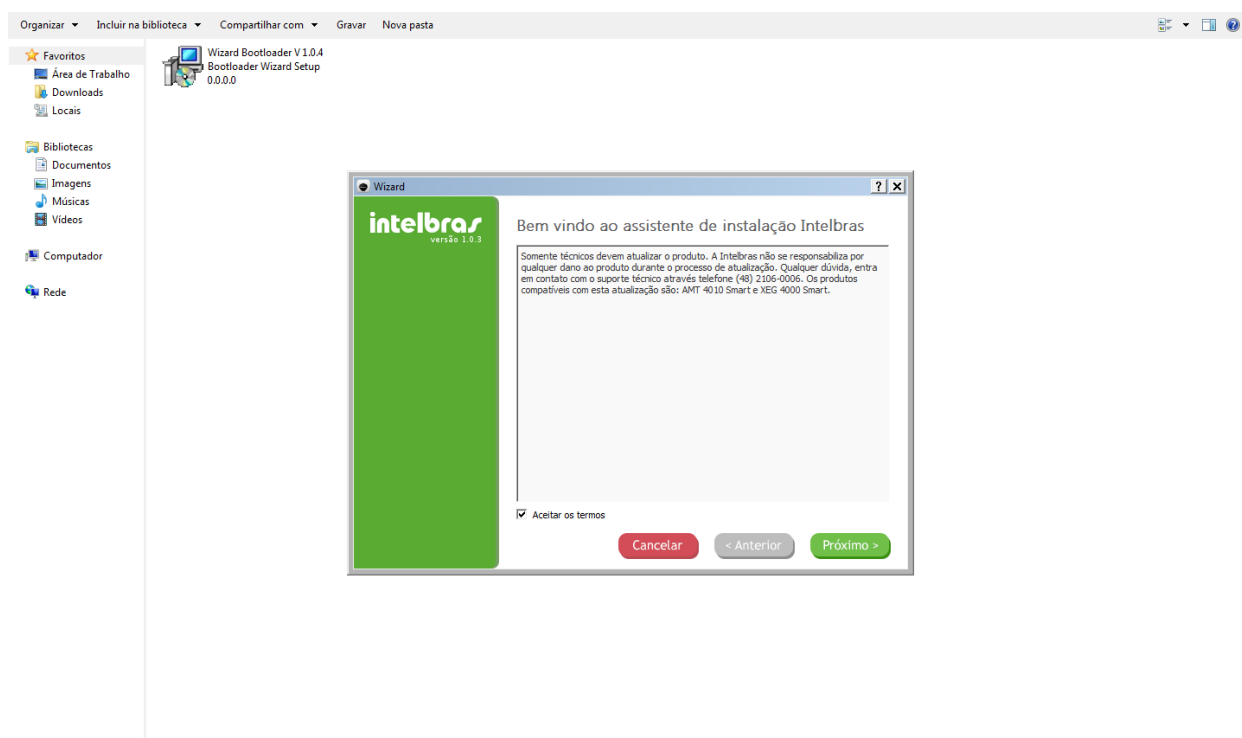 Organizar Incluir na biblioteca Compartilhar com Gravar Nova pasta
Favoritos
Área de Trabalho
Downloads
Locais
Bibliotecas
Documentos
Imagens
Músicas
Vídeos
Computador
Rede
Wizard Bootloader V 1.0.4
Bootloader Wizard Setup
0.0.0.0
Wizard
intelbras
versão 1.0.3
Bem vindo ao assistente de instalação Intelbras
Somente técnicos devem atualizar o produto. A Intelbras não se responsabiliza por
qualquer dano ao produto durante o processo de atualização. Qualquer dúvida, entra
em contato com o suporte técnico através telefone (48) 2106-0006. Os produtos
compatíveis com esta atualização são: AMT 4010 Smart e XEG 4000 Smart.
Aceitar os termos
Cancelar < Anterior Próximo >